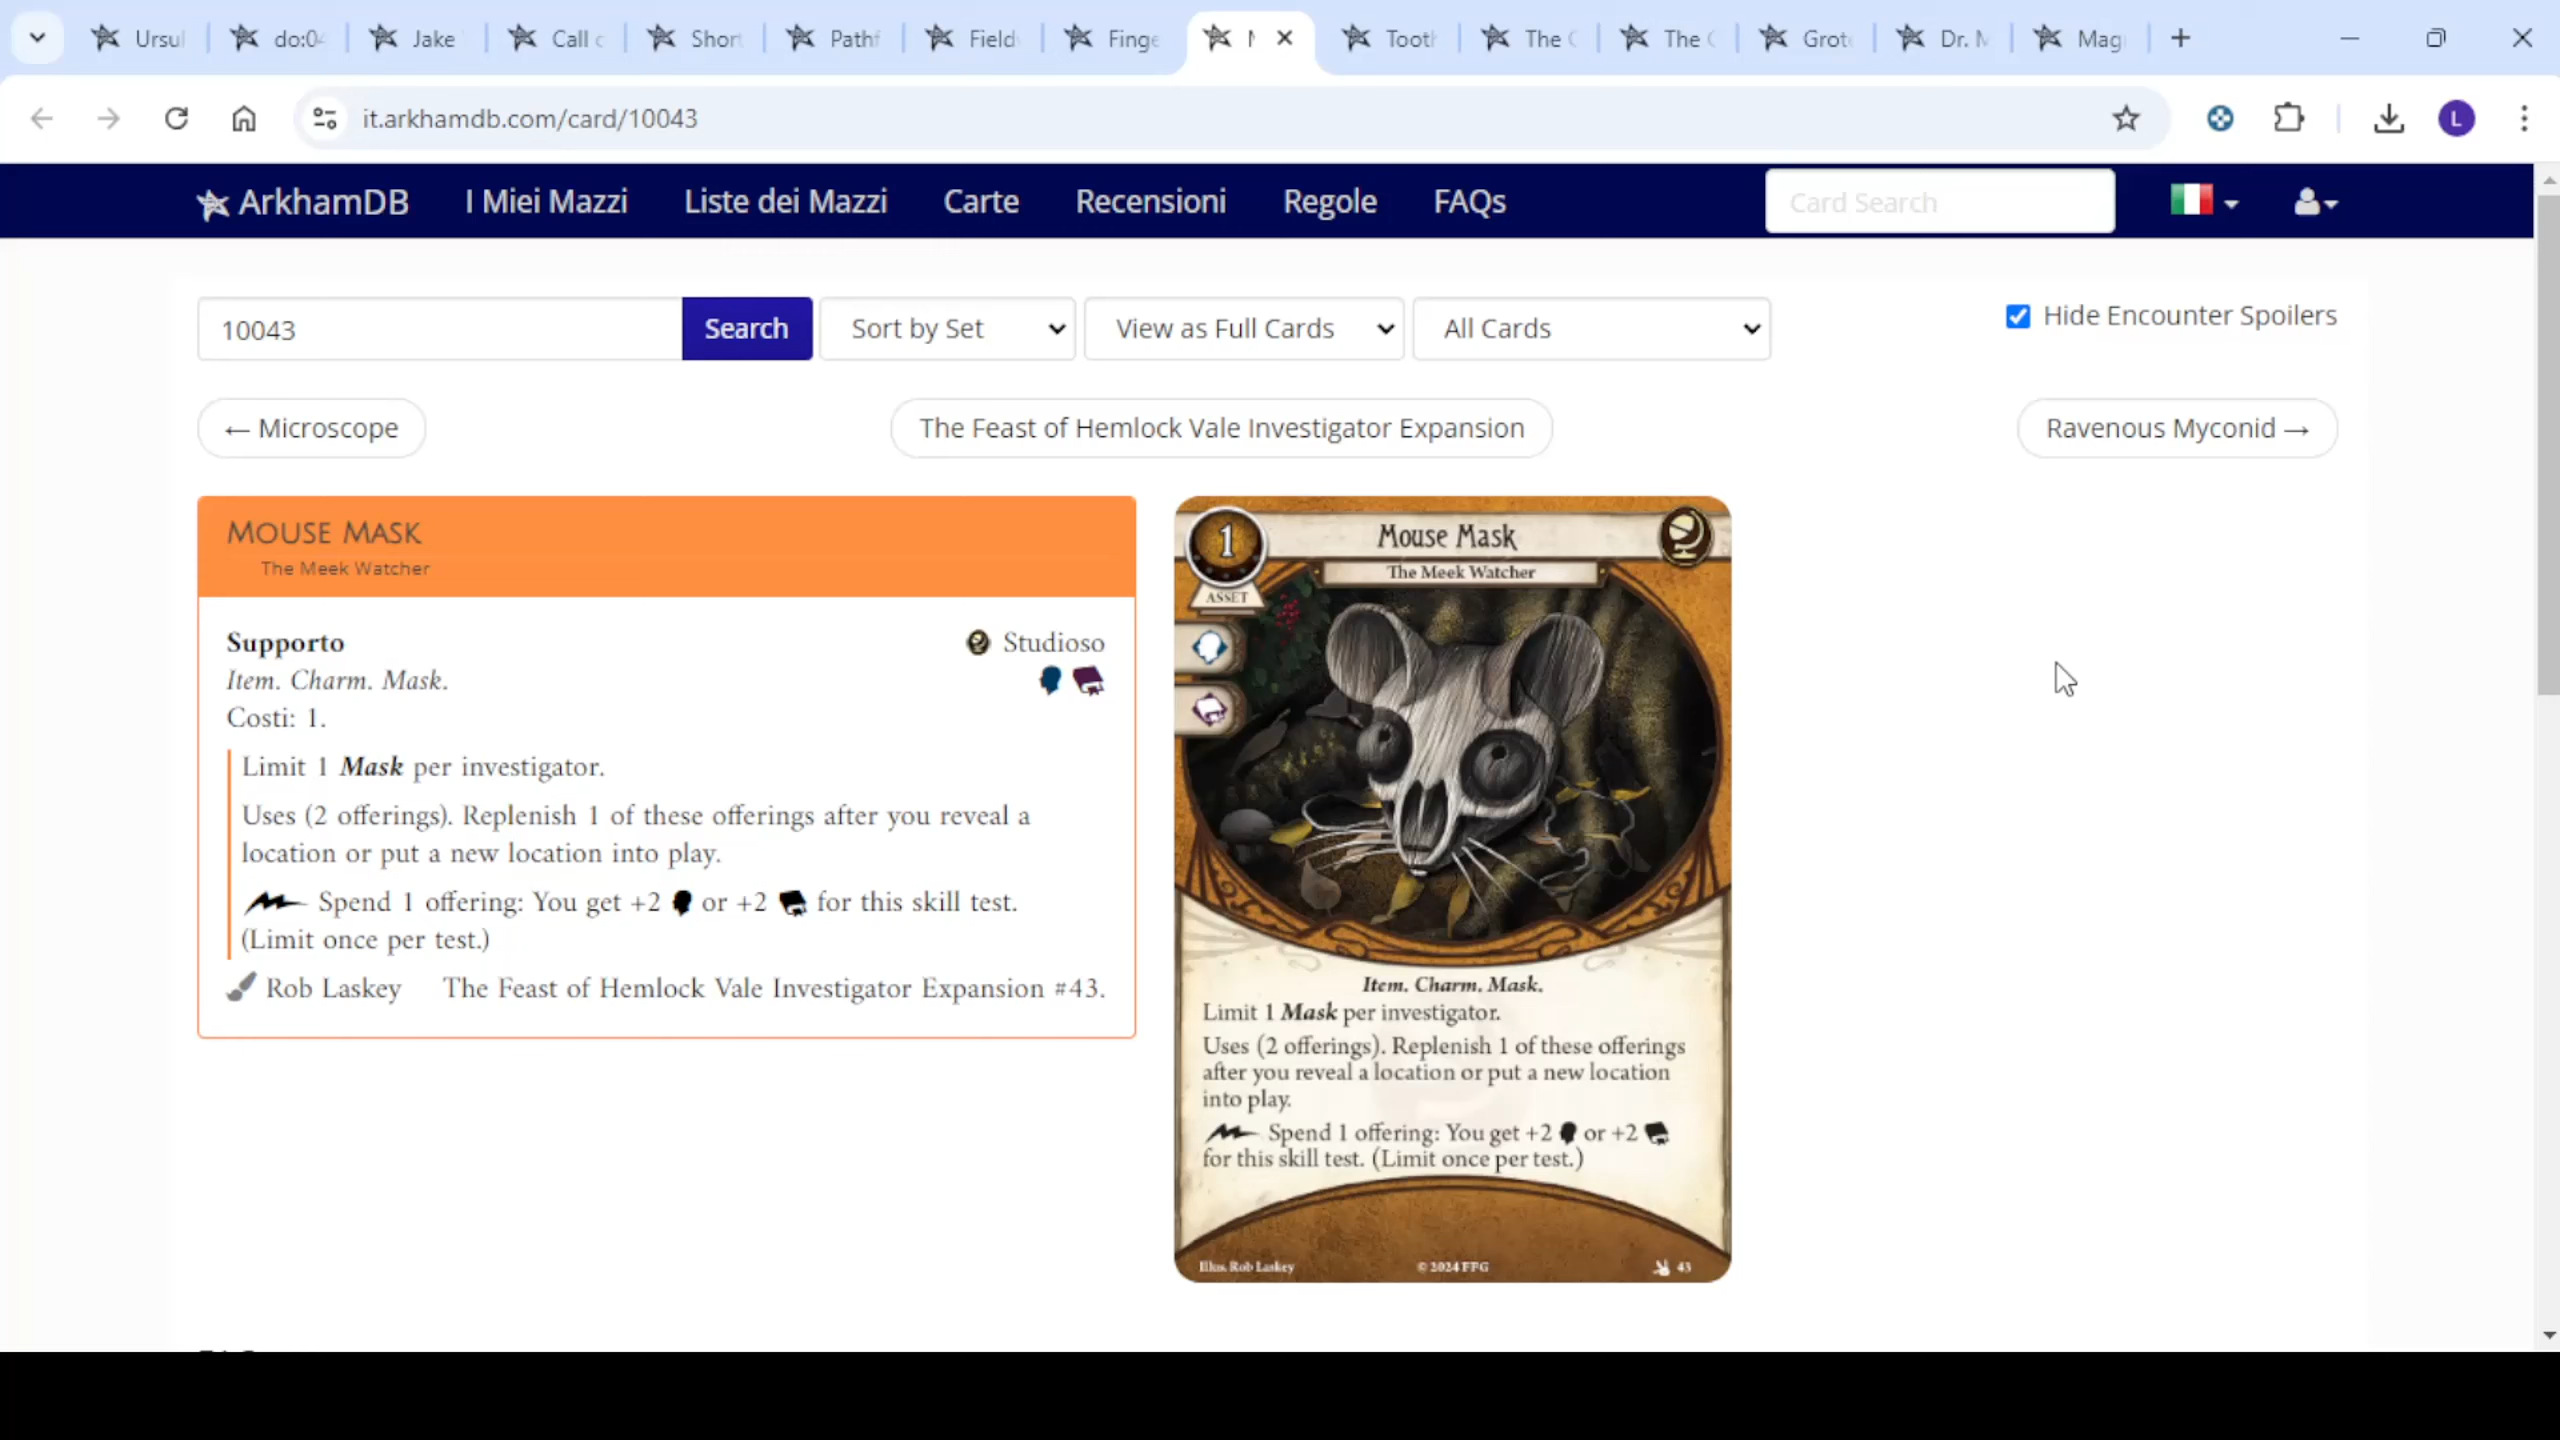 Ursul
do:04
Jake
Call c
Short
Pathf
Field
Finge
Toot
The C
The C
Grot
Dr. M
Mag
it.arkhamdb.com/card/10043
L
ArkhamDB
I Miei Mazzi
Liste dei Mazzi
Carte
Recensioni
Regole
FAQs
Card Search
10043
Search
Sort by Set
View as Full Cards
All Cards
Hide Encounter Spoilers
← Microscope
The Feast of Hemlock Vale Investigator Expansion
Ravenous Myconid →
Mouse Mask
The Meek Watcher
Supporto
Studioso
Item. Charm. Mask.
Costi: 1.
Limit 1 Mask per investigator.
Uses (2 offerings). Replenish 1 of these offerings after you reveal a
location or put a new location into play.
Spend 1 offering: You get +2 or +2 for this skill test.
(Limit once per test.)
Rob Laskey The Feast of Hemlock Vale Investigator Expansion #43.
1
Mouse Mask
The Meek Watcher
ASSET
Item. Charm. Mask.
Limit 1 Mask per investigator.
Uses (2 offerings). Replenish 1 of these offerings
after you reveal a location or put a new location
into play.
Spend 1 offering: You get +2 or +2
for this skill test. (Limit once per test.)
Illus. Rob Laskey
© 2024 FFG
43